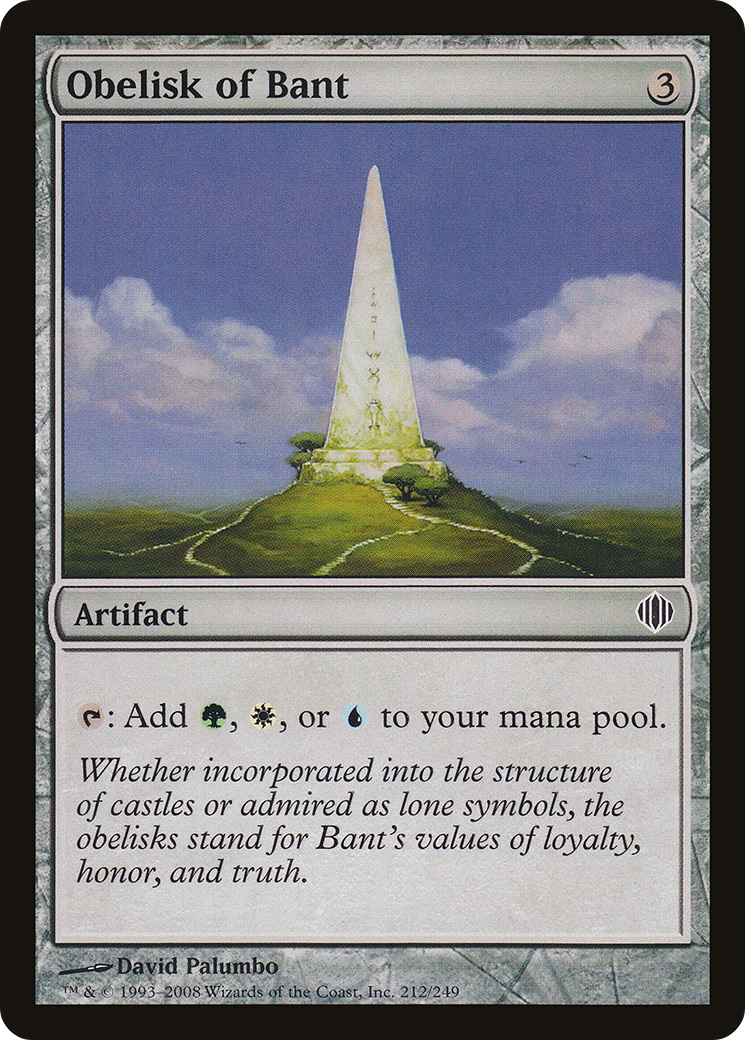 Obelisk of Bant 3
Artifact
: Add , , or to your mana pool.
Whether incorporated into the structure
of castles or admired as lone symbols, the
obelisks stand for Bant's values of loyalty,
honor, and truth.
David Palumbo
™ & © 1993–2008 Wizards of the Coast, Inc. 212/249